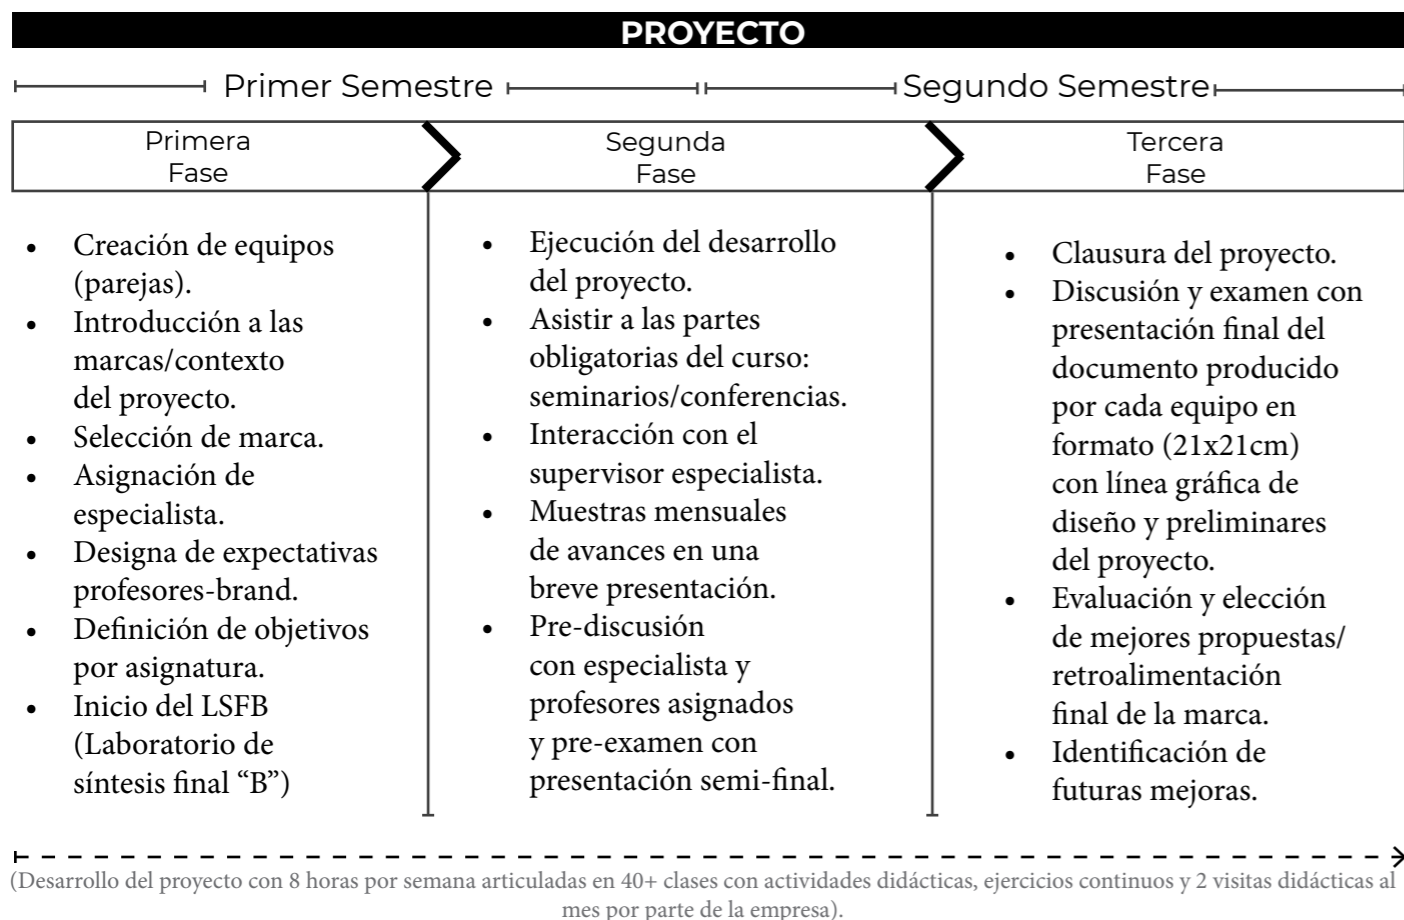 PROYECTO
Primer Semestre
Segundo Semestre
Primera
Fase
Segunda
Fase
Tercera
Fase
• Creación de equipos
(parejas).
• Introducción a las
marcas/contexto
del proyecto.
• Selección de marca.
• Asignación de
especialista.
• Designa de expectativas
profesores-brand.
• Definición de objetivos
por asignatura.
• Inicio del LSFB
(Laboratorio de
síntesis final “B”)
• Ejecución del desarrollo
del proyecto.
• Asistir a las partes
obligatorias del curso:
seminarios/conferencias.
• Interacción con el
supervisor especialista.
• Muestras mensuales
de avances en una
breve presentación.
• Pre-discusión
con especialista y
profesores asignados
y pre-examen con
presentación semi-final.
• Clausura del proyecto.
• Discusión y examen con
presentación final del
documento producido
por cada equipo en
formato (21x21cm)
con línea gráfica de
diseño y preliminares
del proyecto.
• Evaluación y elección
de mejores propuestas/
retroalimentación
final de la marca.
• Identificación de
futuras mejoras.
(Desarrollo del proyecto con 8 horas por semana articuladas en 40+ clases con actividades didácticas, ejercicios continuos y 2 visitas didácticas al
mes por parte de la empresa).